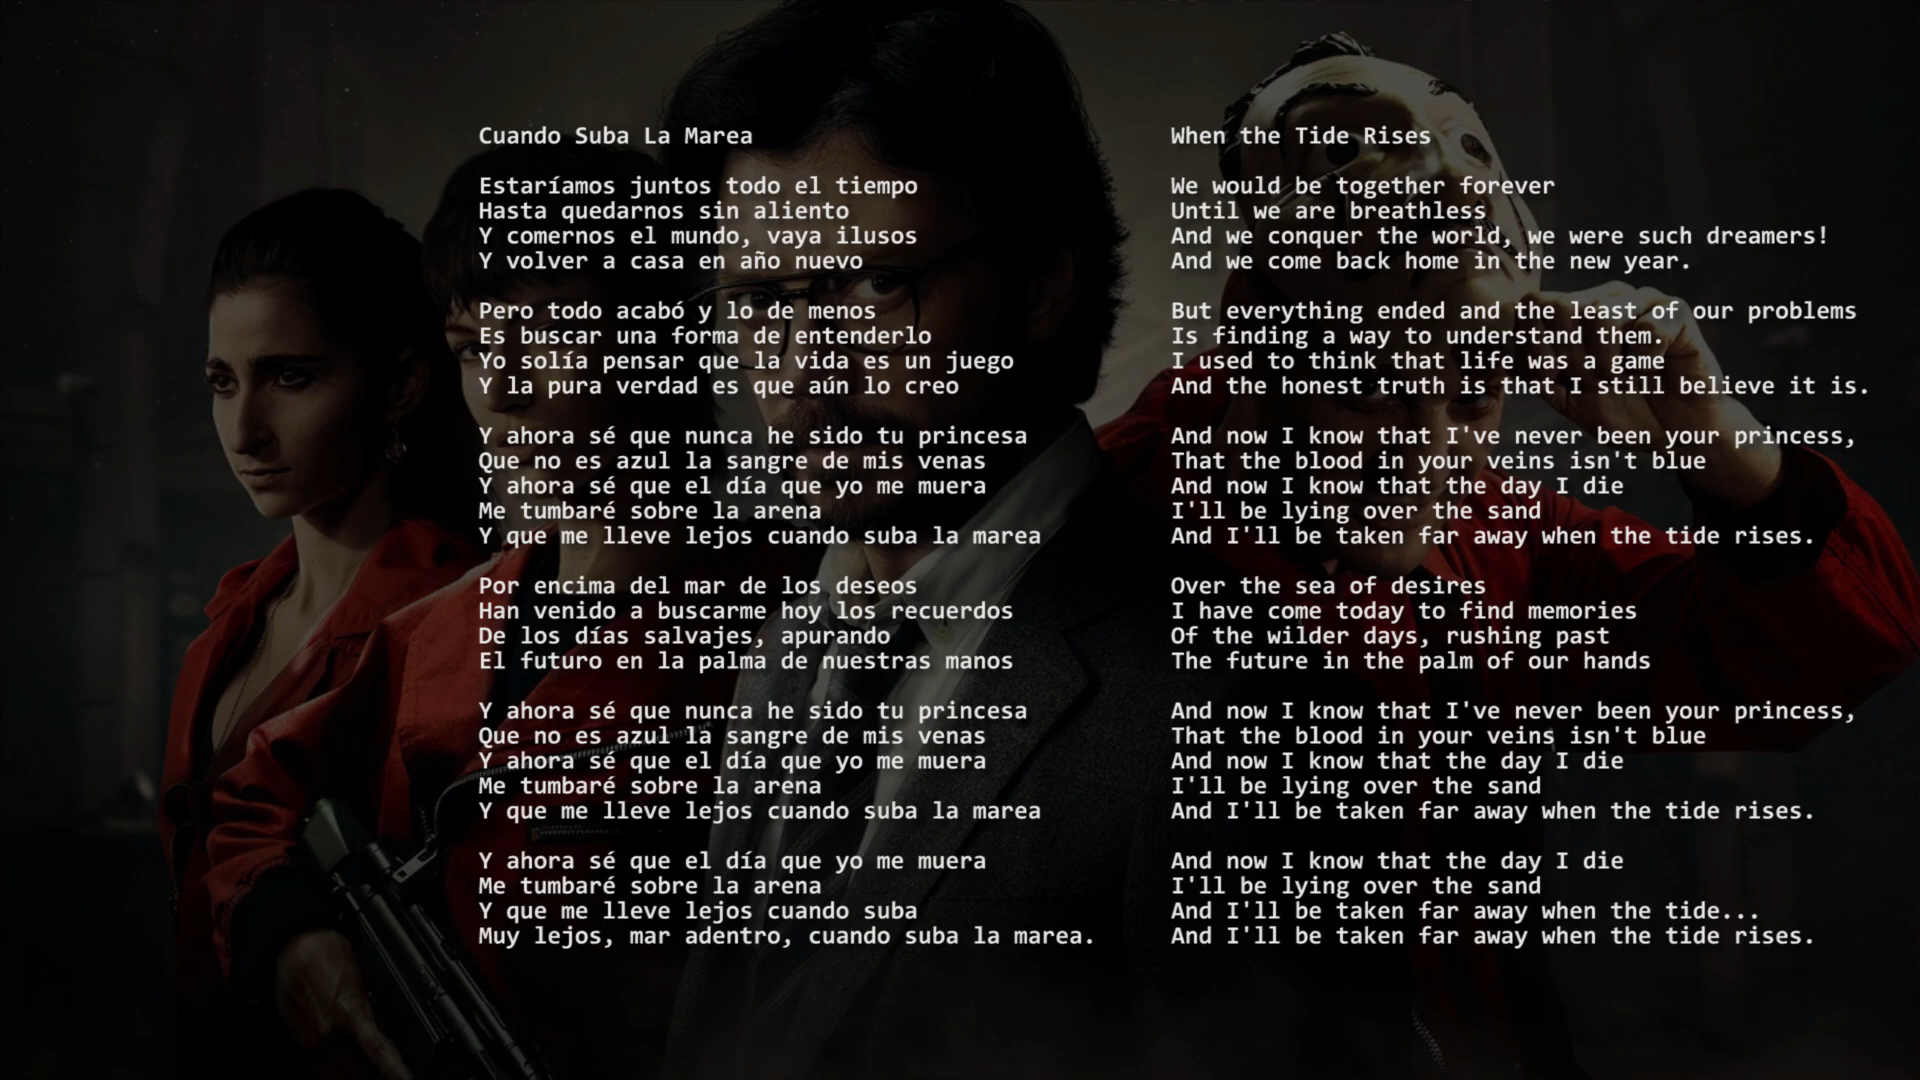 Cuando Suba La Marea
Estaríamos juntos todo el tiempo
Hasta quedarnos sin aliento
Y comernos el mundo, vaya ilusos
Y volver a casa en año nuevo
Pero todo acabó y lo de menos
Es buscar una forma de entenderlo
Yo solía pensar que la vida es un juego
Y la pura verdad es que aún lo creo
Y ahora sé que nunca he sido tu princesa
Que no es azul la sangre de mis venas
Y ahora sé que el día que yo me muera
Me tumbaré sobre la arena
Y que me lleve lejos cuando suba la marea
Por encima del mar de los deseos
Han venido a buscarme hoy los recuerdos
De los días salvajes, apurando
El futuro en la palma de nuestras manos
Y ahora sé que nunca he sido tu princesa
Que no es azul la sangre de mis venas
Y ahora sé que el día que yo me muera
Me tumbaré sobre la arena
Y que me lleve lejos cuando suba la marea
Y ahora sé que el día que yo me muera
Me tumbaré sobre la arena
Y que me lleve lejos cuando suba
Muy lejos, mar adentro, cuando suba la marea.
When the Tide Rises
We would be together forever
Until we are breathless
And we conquer the world, we were such dreamers!
And we come back home in the new year.
But everything ended and the least of our problems
Is finding a way to understand them.
I used to think that life was a game
And the honest truth is that I still believe it is.
And now I know that I've never been your princess,
That the blood in your veins isn't blue
And now I know that the day I die
I'll be lying over the sand
And I'll be taken far away when the tide rises.
Over the sea of desires
I have come today to find memories
Of the wilder days, rushing past
The future in the palm of our hands
And now I know that I've never been your princess,
That the blood in your veins isn't blue
And now I know that the day I die
I'll be lying over the sand
And I'll be taken far away when the tide rises.
And now I know that the day I die
I'll be lying over the sand
And I'll be taken far away when the tide...
And I'll be taken far away when the tide rises.